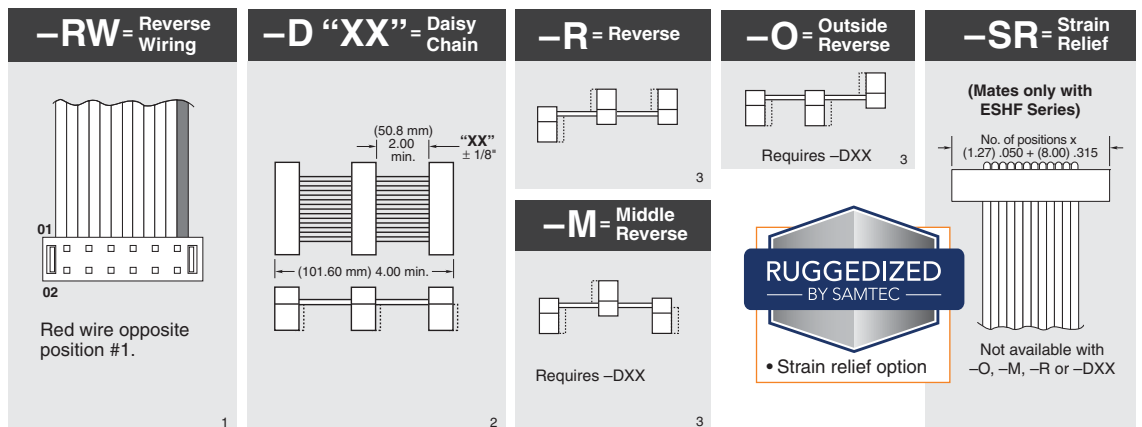 –RW = Reverse Wiring
01
02
Red wire opposite
position #1.
1
–D “XX” = Daisy Chain
(50.8 mm)
2.00
min.
“XX”
± 1/8"
(101.60 mm) 4.00 min.
2
–R = Reverse
3
–M = Middle Reverse
Requires –DXX
3
–O = Outside Reverse
Requires –DXX
3
RUGGEDIZED
BY SAMTEC
• Strain relief option
–SR = Strain Relief
(Mates only with
ESHF Series)
No. of positions x
(1.27) .050 + (8.00) .315
Not available with
–O, –M, –R or –DXX